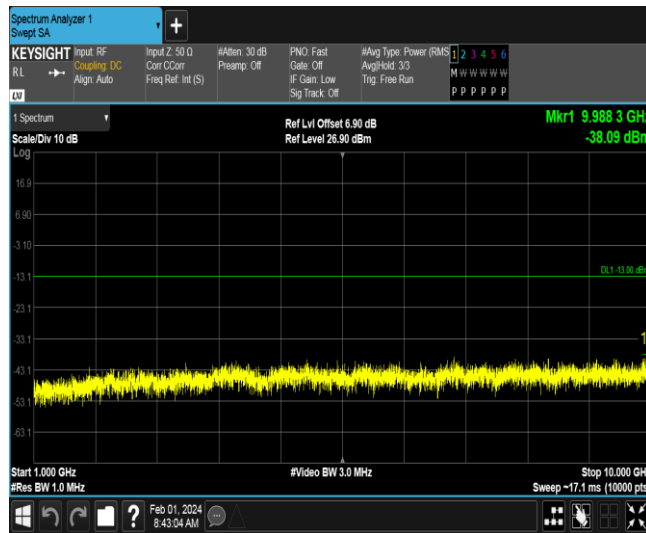 Spectrum Analyzer 1
Swept SA
KEYSIGHT
RL
LXI
Input: RF
Coupling: DC
Align: Auto
Input Z: 50 Ω
Corr CCorr
Freq Ref: Int (S)
#Atten: 30 dB
Preamp: Off
PNO: Fast
Gate: Off
IF Gain: Low
Sig Track: Off
#Avg Type: Power (RMS
Avg|Hold: 3/3
Trig: Free Run
1 2 3 4 5 6
M W W W W W
P P P P P P
1 Spectrum
Scale/Div 10 dB
Log
Ref Lvl Offset 6.90 dB
Ref Level 26.90 dBm
Mkr1 9.988 3 GHz
-38.09 dBm
16.9
6.90
-3.10
-13.1
-23.1
-33.1
-43.1
-53.1
-63.1
DL1 -13.00 dBm
1
Start 1.000 GHz
#Res BW 1.0 MHz
#Video BW 3.0 MHz
Stop 10.000 GH
Sweep ~17.1 ms (10000 pts
?
Feb 01, 2024
8:43:04 AM